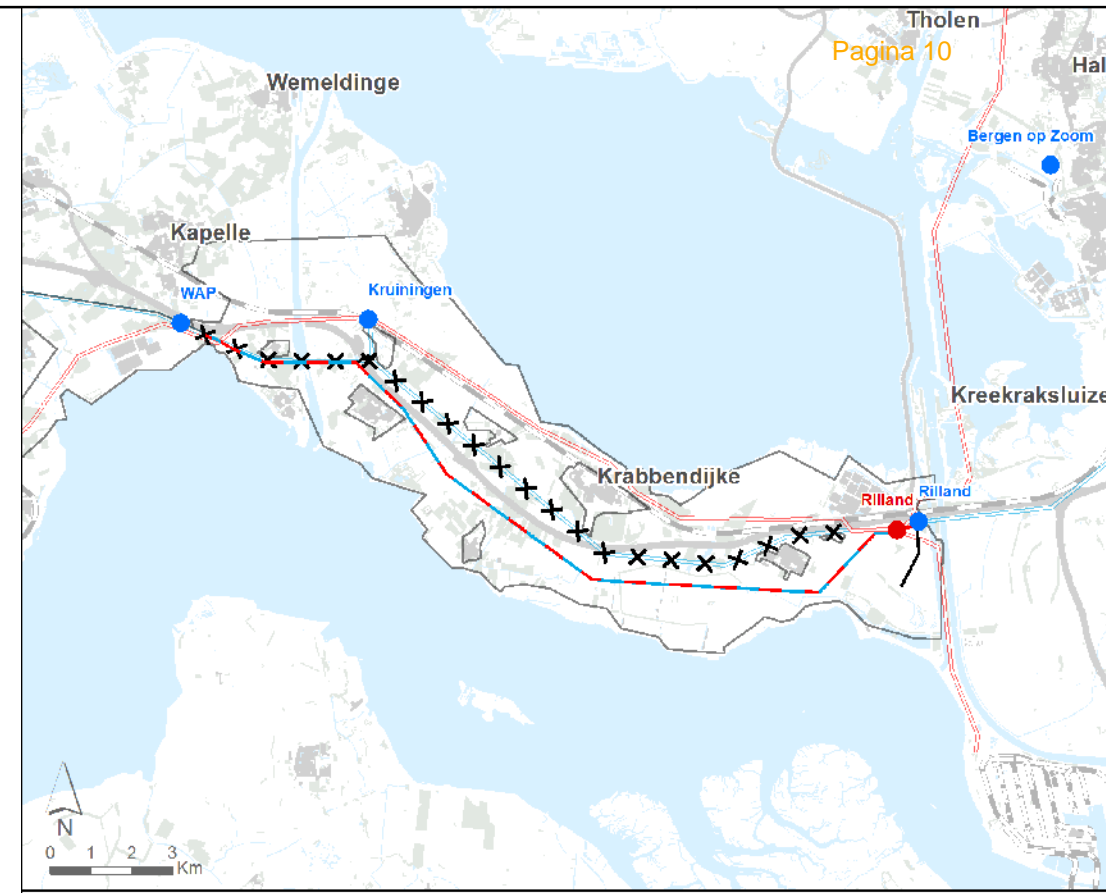 Tholen
Pagina 10
Hal
Wemeldinge
Bergen op Zoom
Kapelle
WAP
Kruiningen
Kreekraksluize
Krabbendijke
Rilland
Rilland
N
0 1 2 3
Km